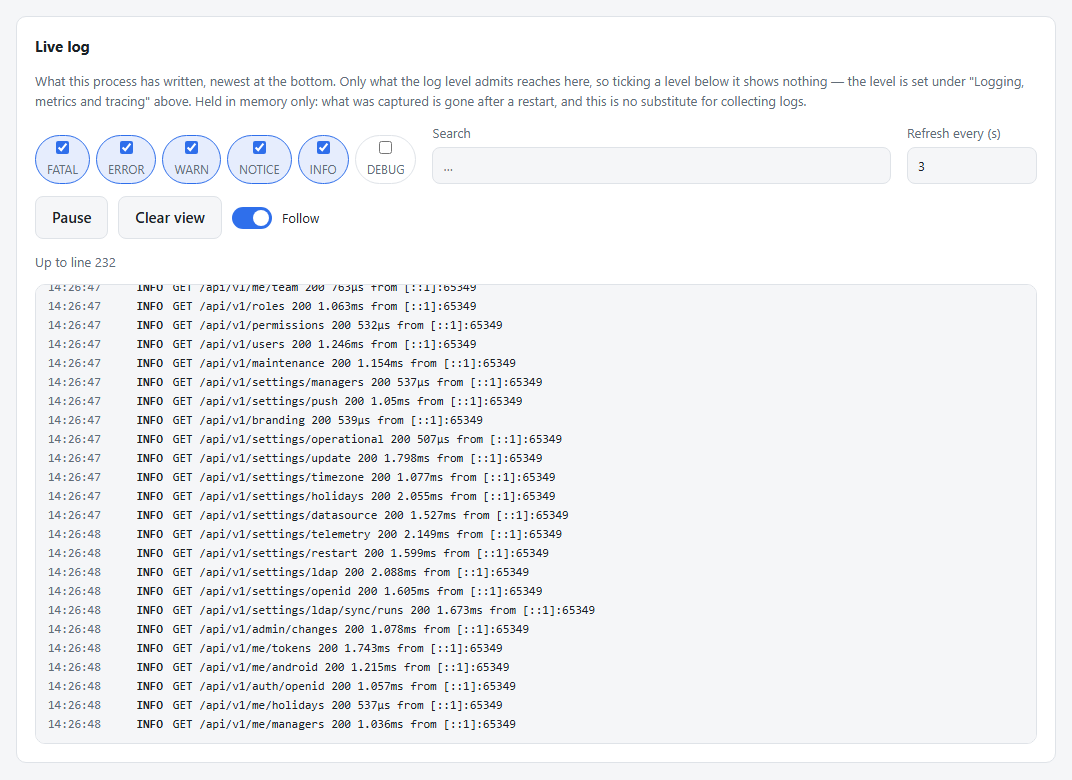 Live log
What this process has written, newest at the bottom. Only what the log level admits reaches here, so ticking a level below it shows nothing — the level is set under "Logging,
metrics and tracing" above. Held in memory only: what was captured is gone after a restart, and this is no substitute for collecting logs.
FATAL ERROR WARN NOTICE INFO DEBUG
Search
...
Refresh every (s)
3
Pause Clear view Follow
Up to line 232
14:26:47 INFO GET /api/v1/me/team 200 763µs from [::1]:65349
14:26:47 INFO GET /api/v1/roles 200 1.063ms from [::1]:65349
14:26:47 INFO GET /api/v1/permissions 200 532µs from [::1]:65349
14:26:47 INFO GET /api/v1/users 200 1.246ms from [::1]:65349
14:26:47 INFO GET /api/v1/maintenance 200 1.154ms from [::1]:65349
14:26:47 INFO GET /api/v1/settings/managers 200 537µs from [::1]:65349
14:26:47 INFO GET /api/v1/settings/push 200 1.05ms from [::1]:65349
14:26:47 INFO GET /api/v1/branding 200 539µs from [::1]:65349
14:26:47 INFO GET /api/v1/settings/operational 200 507µs from [::1]:65349
14:26:47 INFO GET /api/v1/settings/update 200 1.798ms from [::1]:65349
14:26:47 INFO GET /api/v1/settings/timezone 200 1.077ms from [::1]:65349
14:26:47 INFO GET /api/v1/settings/holidays 200 2.055ms from [::1]:65349
14:26:47 INFO GET /api/v1/settings/datasource 200 1.527ms from [::1]:65349
14:26:48 INFO GET /api/v1/settings/telemetry 200 2.149ms from [::1]:65349
14:26:48 INFO GET /api/v1/settings/restart 200 1.599ms from [::1]:65349
14:26:48 INFO GET /api/v1/settings/ldap 200 2.088ms from [::1]:65349
14:26:48 INFO GET /api/v1/settings/openid 200 1.605ms from [::1]:65349
14:26:48 INFO GET /api/v1/settings/ldap/sync/runs 200 1.673ms from [::1]:65349
14:26:48 INFO GET /api/v1/admin/changes 200 1.078ms from [::1]:65349
14:26:48 INFO GET /api/v1/me/tokens 200 1.743ms from [::1]:65349
14:26:48 INFO GET /api/v1/me/android 200 1.215ms from [::1]:65349
14:26:48 INFO GET /api/v1/auth/openid 200 1.057ms from [::1]:65349
14:26:48 INFO GET /api/v1/me/holidays 200 537µs from [::1]:65349
14:26:48 INFO GET /api/v1/me/managers 200 1.036ms from [::1]:65349